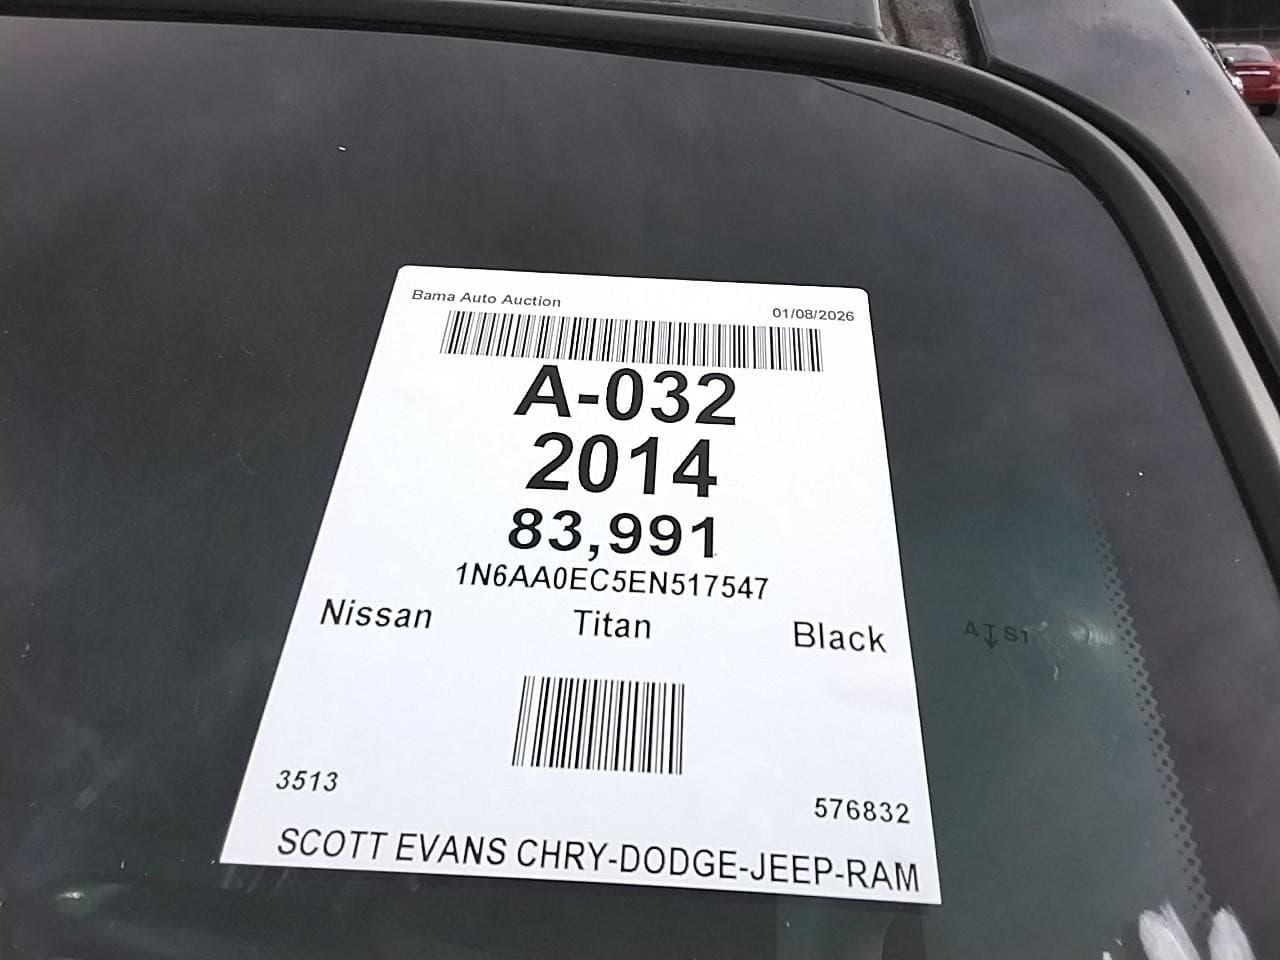 Bama Auto Auction
01/08/2026
A-032
2014
83,991
1N6AA0EC5EN517547
Nissan Titan Black
3513
576832
SCOTT EVANS CHRY-DODGE-JEEP-RAM
AS1